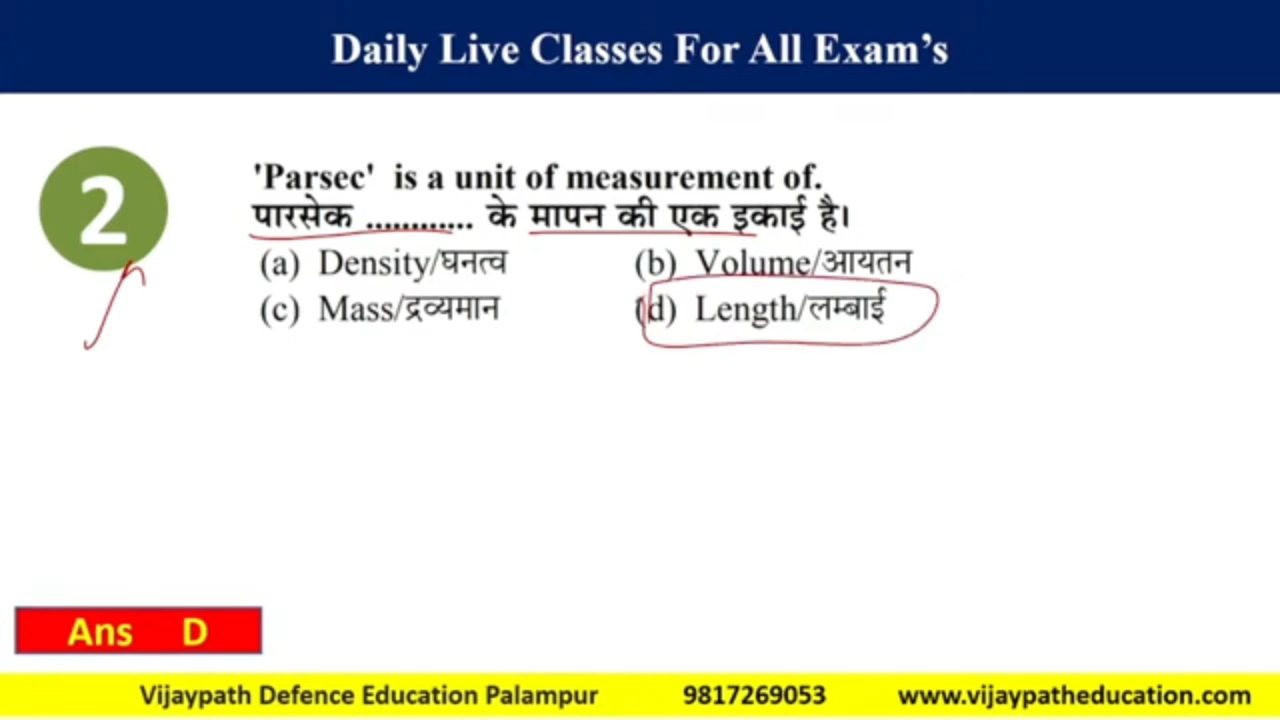 Daily Live Classes For All Exam's
2
'Parsec' is a unit of measurement of.
पारसेक ............ के मापन की एक इकाई है।
(a) Density/घनत्व (b) Volume/आयतन
(c) Mass/द्रव्यमान (d) Length/लम्बाई
Ans D
Vijaypath Defence Education Palampur 9817269053 www.vijaypatheducation.com